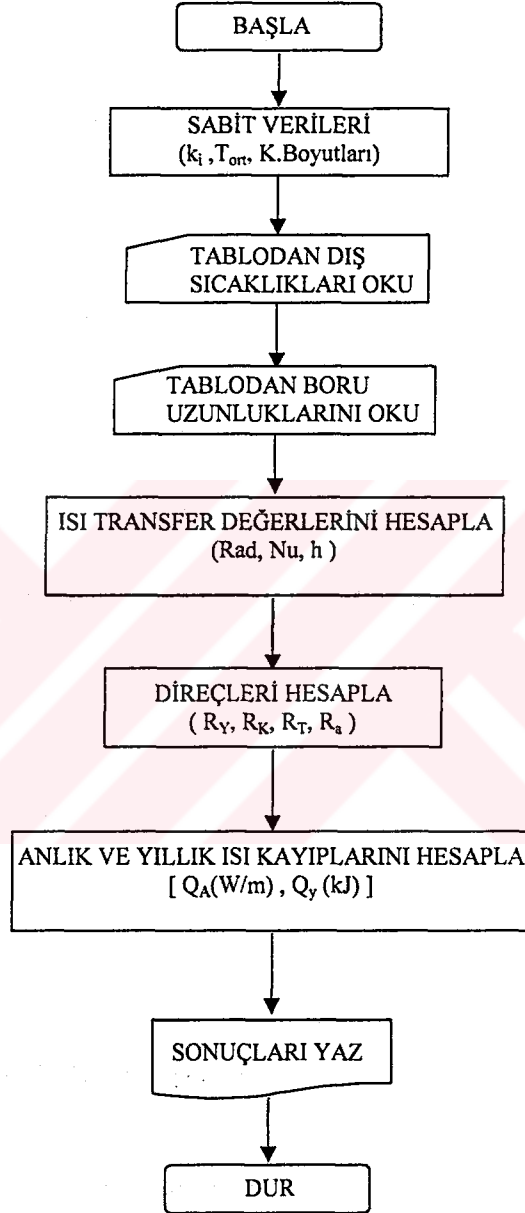 BAŞLA
SABİT VERİLERİ
(kᵢ ,Tₒᵣₜ, K.Boyutları)
TABLODAN DIŞ
SICAKLIKLARI OKU
TABLODAN BORU
UZUNLUKLARINI OKU
ISI TRANSFER DEĞERLERİNİ HESAPLA
(Rad, Nu, h )
DİREÇLERİ HESAPLA
( R_Y, R_K, R_T, R_a )
ANLIK VE YILLIK ISI KAYIPLARINI HESAPLA
[ Q_A(W/m) , Q_y (kJ) ]
SONUÇLARI YAZ
DUR